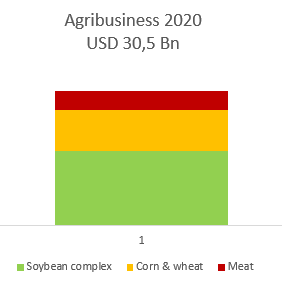 Agribusiness 2020
USD 30,5 Bn
1
Soybean complex Corn & wheat Meat